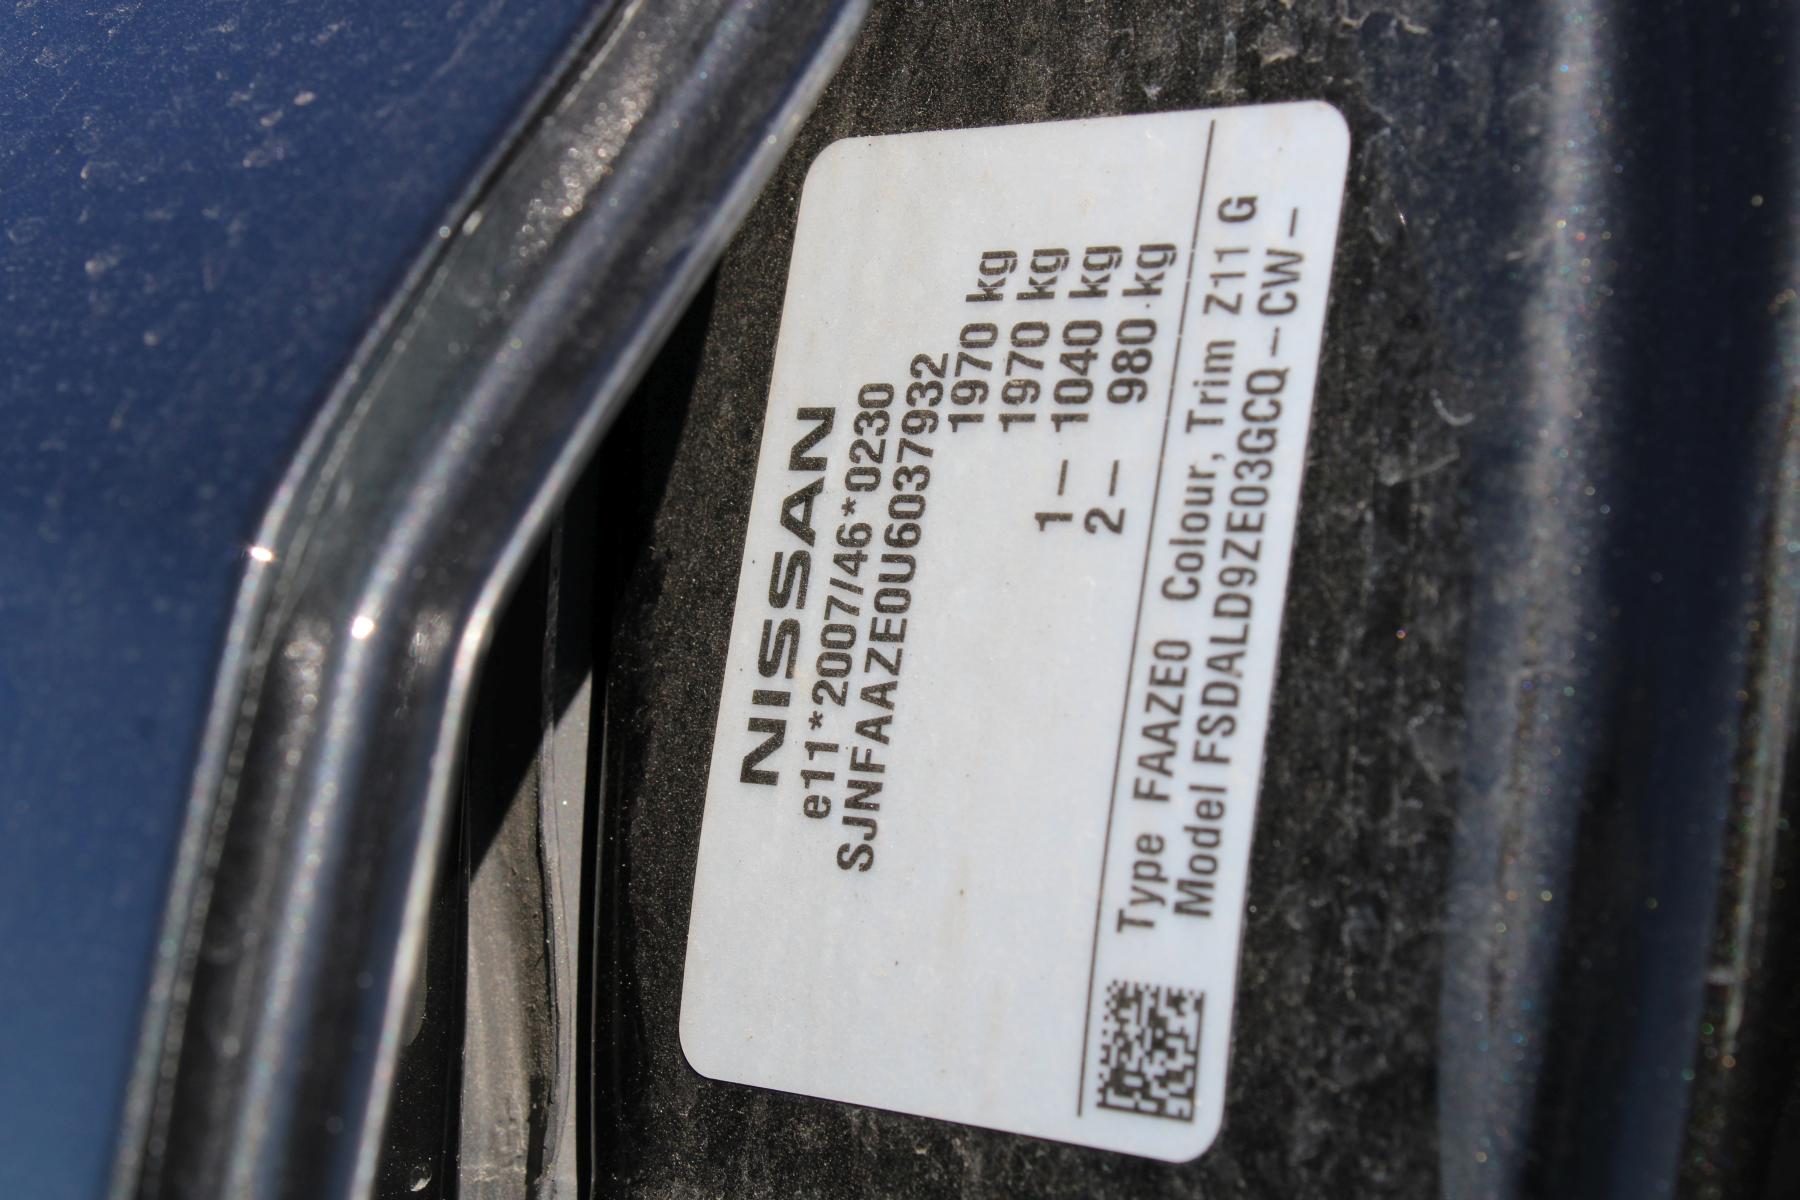 NISSAN
e11*2007/46*0230
SJNFAAZE0U6037932
1970 kg
1970 kg
1- 1040 kg
2- 980 kg
Type FAAZE0 Colour, Trim Z11 G
Model FSDALD9ZE03GCQ-CW-